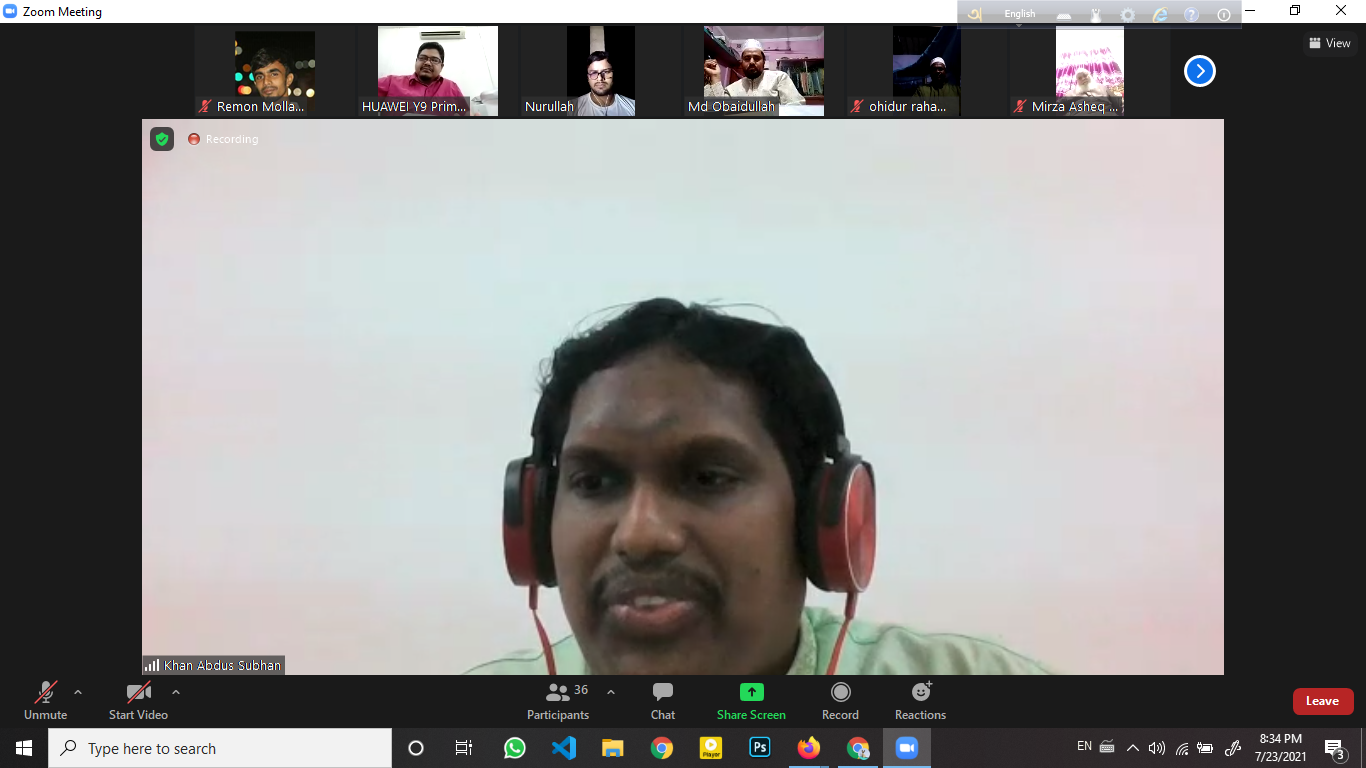 Zoom Meeting
অ English
View
Remon Molla...
HUAWEI Y9 Prim...
Nurullah
Md Obaidullah
ohidur raha...
Mirza Asheq ...
Recording
Khan Abdus Subhan
Unmute
Start Video
36
Participants
Chat
Share Screen
Record
Reactions
Leave
Type here to search
Player
Ps
EN
8:34 PM
7/23/2021
3